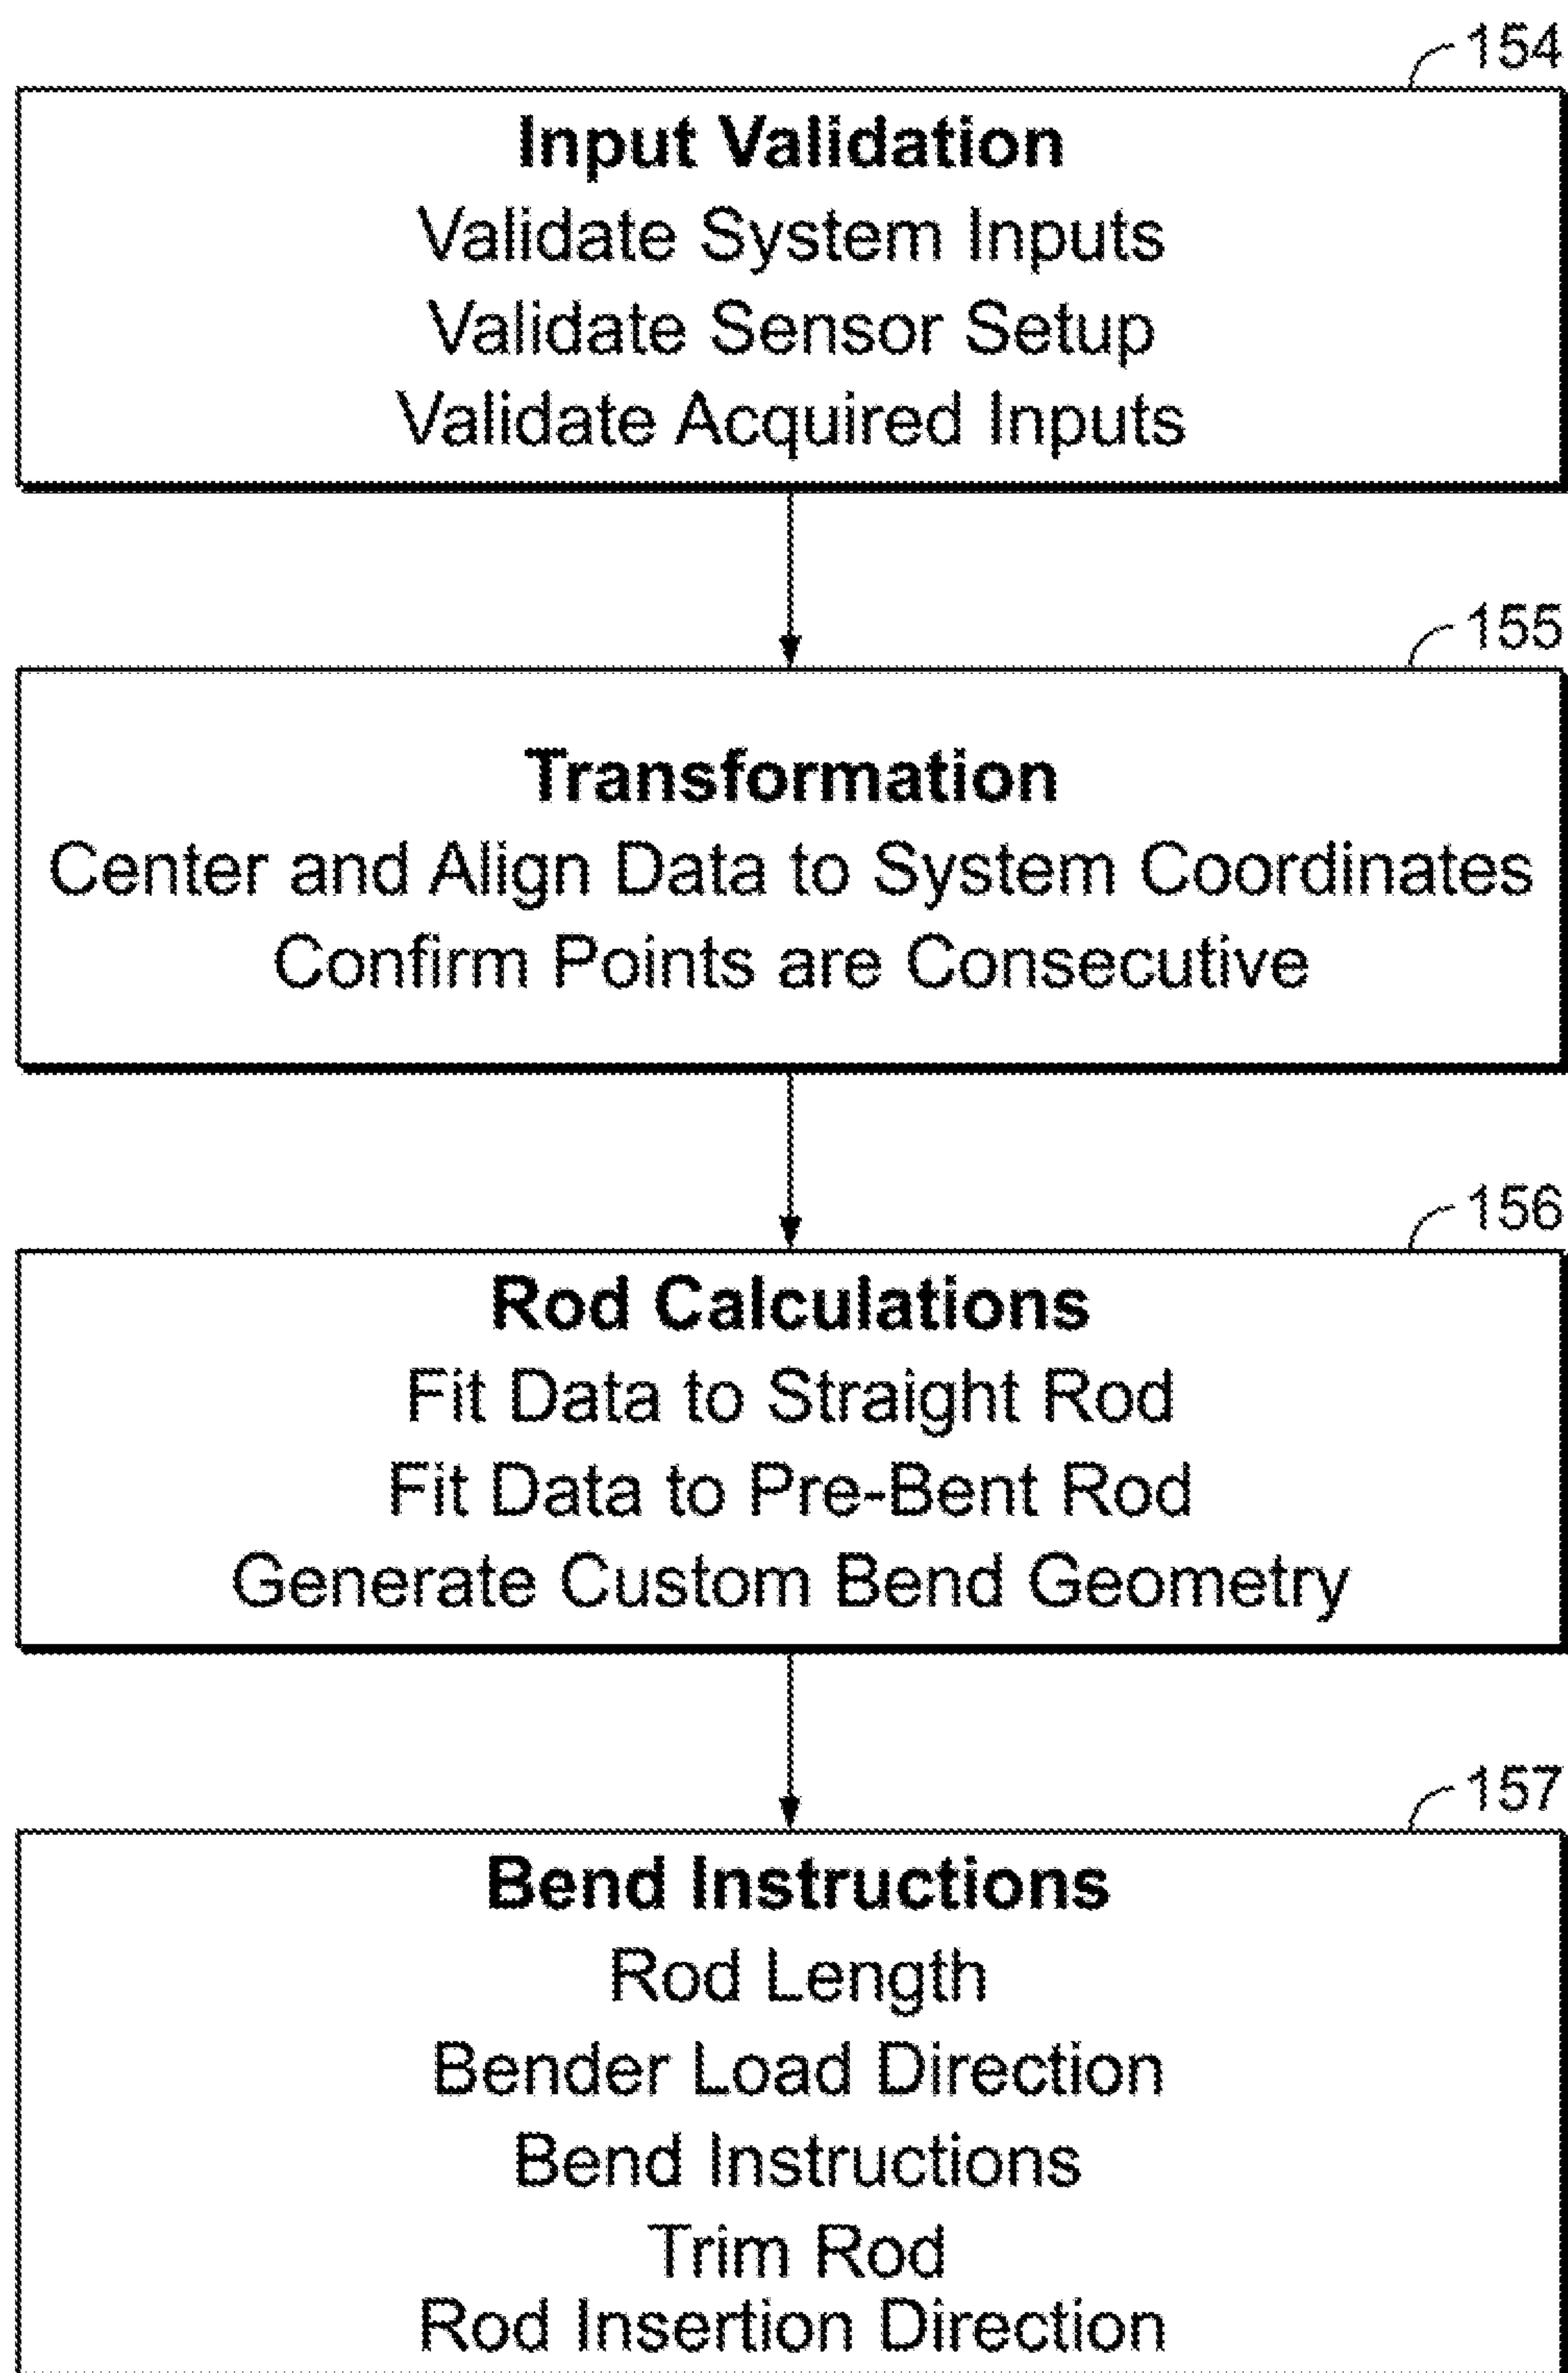 154
Input Validation
Validate System Inputs
Validate Sensor Setup
Validate Acquired Inputs
155
Transformation
Center and Align Data to System Coordinates
Confirm Points are Consecutive
156
Rod Calculations
Fit Data to Straight Rod
Fit Data to Pre-Bent Rod
Generate Custom Bend Geometry
157
Bend Instructions
Rod Length
Bender Load Direction
Bend Instructions
Trim Rod
Rod Insertion Direction